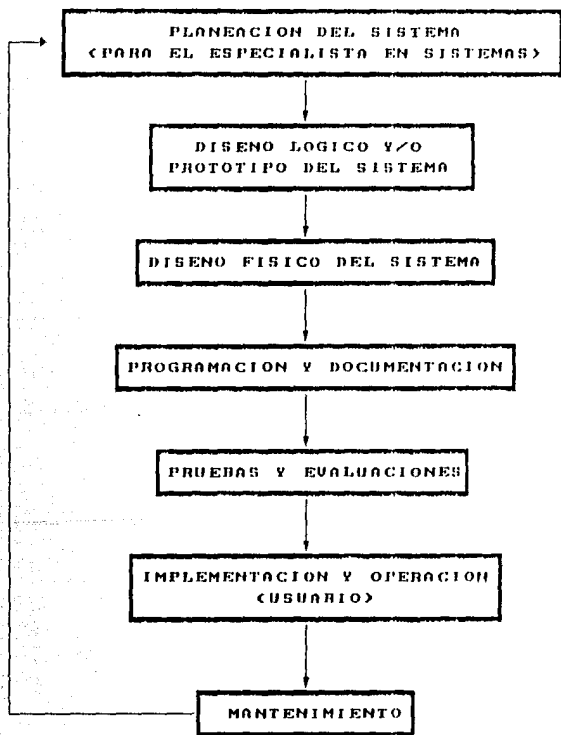 PLANEACION DEL SISTEMA
<PARA EL ESPECIALISTA EN SISTEMAS>
DISENO LOGICO Y/O
PROTOTIPO DEL SISTEMA
DISENO FISICO DEL SISTEMA
PROGRAMACION Y DOCUMENTACION
PRUEBAS Y EVALUACIONES
IMPLEMENTACION Y OPERACION
<USUARIO>
MANTENIMIENTO